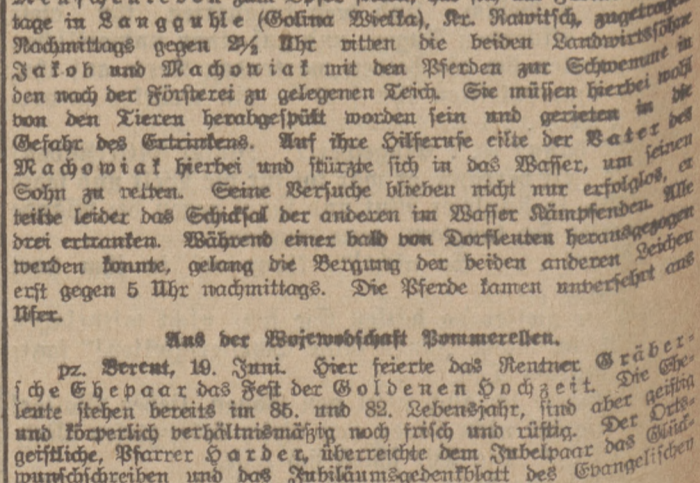 tage in Langguhle (Golina Wielka), Kr. Rawitsch, zugetragen
Nachmittags gegen 2½ Uhr ritten die beiden Landwirtssöhne
Jakob und Machowiak mit den Pferden zur Schwemme in
den nach der Försterei zu gelegenen Teich. Sie müssen hierbei wohl
von den Tieren herabgespült worden sein und gerieten in die
Gefahr des Ertrinkens. Auf ihre Hilferufe eilte der Vater des
Machowiak hierbei und stürzte sich in das Wasser, um seinen
Sohn zu retten. Seine Versuche blieben nicht nur erfolglos, er
teilte leider das Schicksal der anderen im Wasser Kämpfenden. Alle
drei ertranken. Während einer bald von Dorfleuten herausgezogen
werden konnte, gelang die Bergung der beiden anderen Leichen
erst gegen 5 Uhr nachmittags. Die Pferde kamen unversehrt ans
Ufer.
Aus der Wojewodschaft Pommerellen.
pz. Berent, 19. Juni. Hier feierte das Rentner Gräber-
sche Ehepaar das Fest der Goldenen Hochzeit. Die Ehe-
leute stehen bereits im 85. und 82. Lebensjahr, sind aber geistig
und körperlich verhältnismäßig noch frisch und rüstig. Der Orts-
geistliche, Pfarrer Harder, überreichte dem Jubelpaar das Glück-
wunschschreiben und das Jubiläumsgedenkblatt des Evangelischen